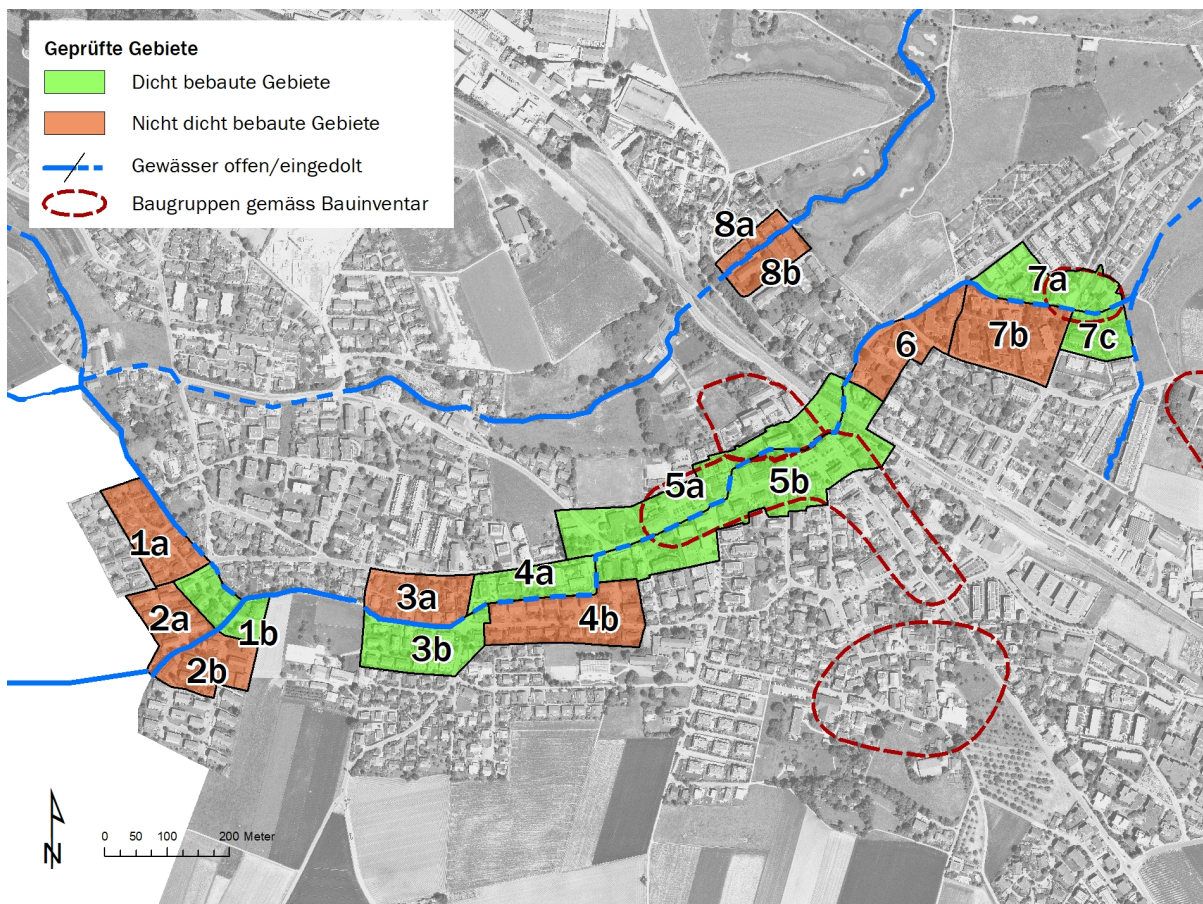 Geprüfte Gebiete
Dicht bebaute Gebiete
Nicht dicht bebaute Gebiete
Gewässer offen/eingedolt
Baugruppen gemäss Bauinventar
8a
8b
7a
7b
7c
6
5a
5b
4a
4b
3a
3b
1a
1b
2a
2b
N
0 50 100 200 Meter